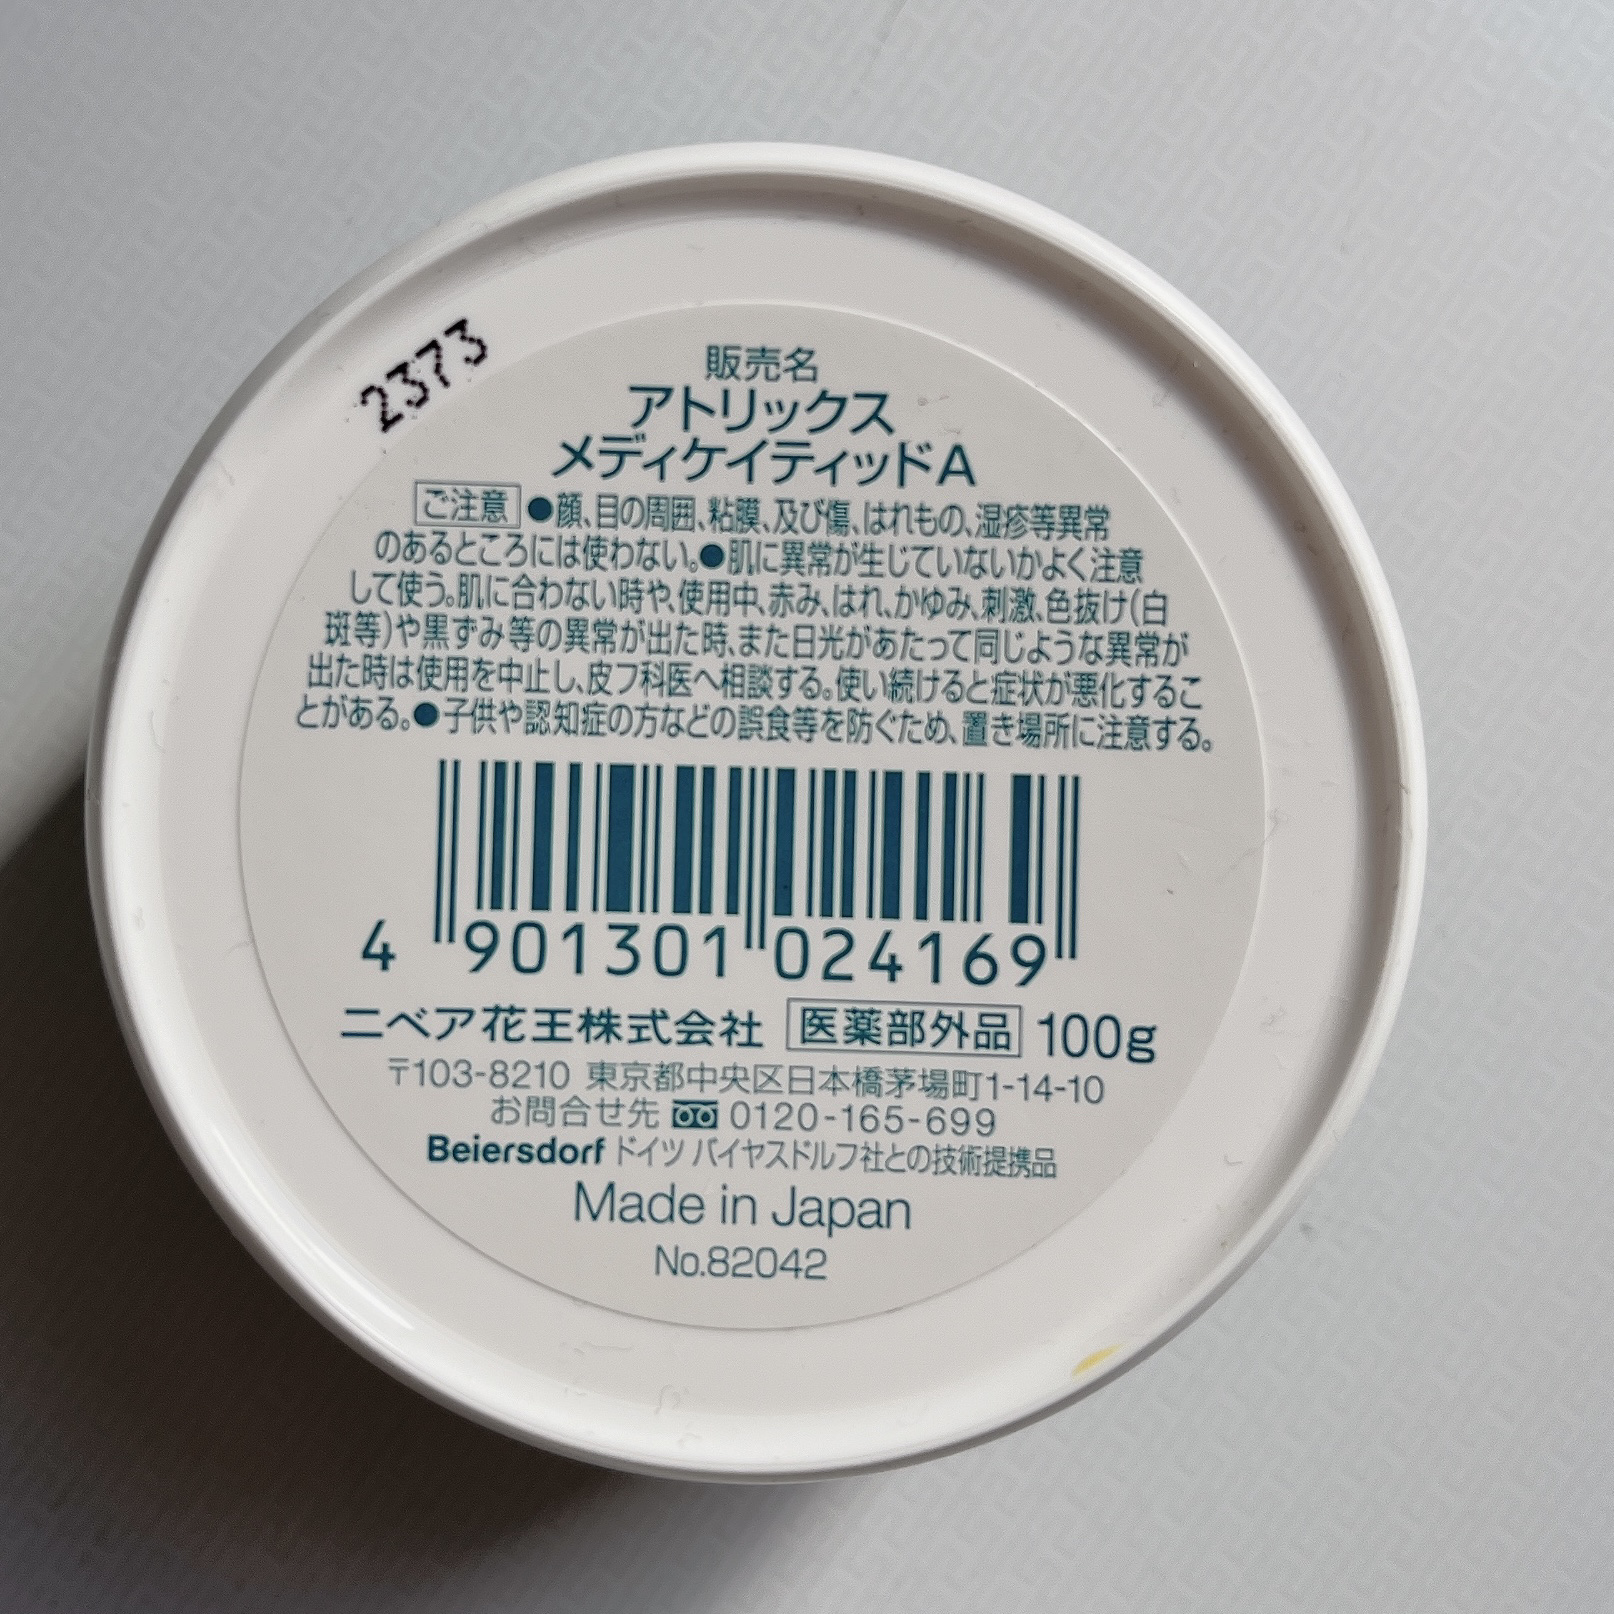 2373
販売名
アトリックス
メディケイティッドA
ご注意 ●顔、目の周囲、粘膜、及び傷、はれもの、湿疹等異常
のあるところには使わない。●肌に異常が生じていないかよく注意
して使う。肌に合わない時や、使用中、赤み、はれ、かゆみ、刺激、色抜け(白
斑等)や黒ずみ等の異常が出た時、また日光があたって同じような異常が
出た時は使用を中止し、皮フ科医へ相談する。使い続けると症状が悪化するこ
とがある。●子供や認知症の方などの誤食等を防ぐため、置き場所に注意する。
4 901301 024169
ニベア花王株式会社 医薬部外品 100g
〒103-8210 東京都中央区日本橋茅場町1-14-10
お問合せ先 0120-165-699
Beiersdorf ドイツ バイヤスドルフ社との技術提携品
Made in Japan
No.82042